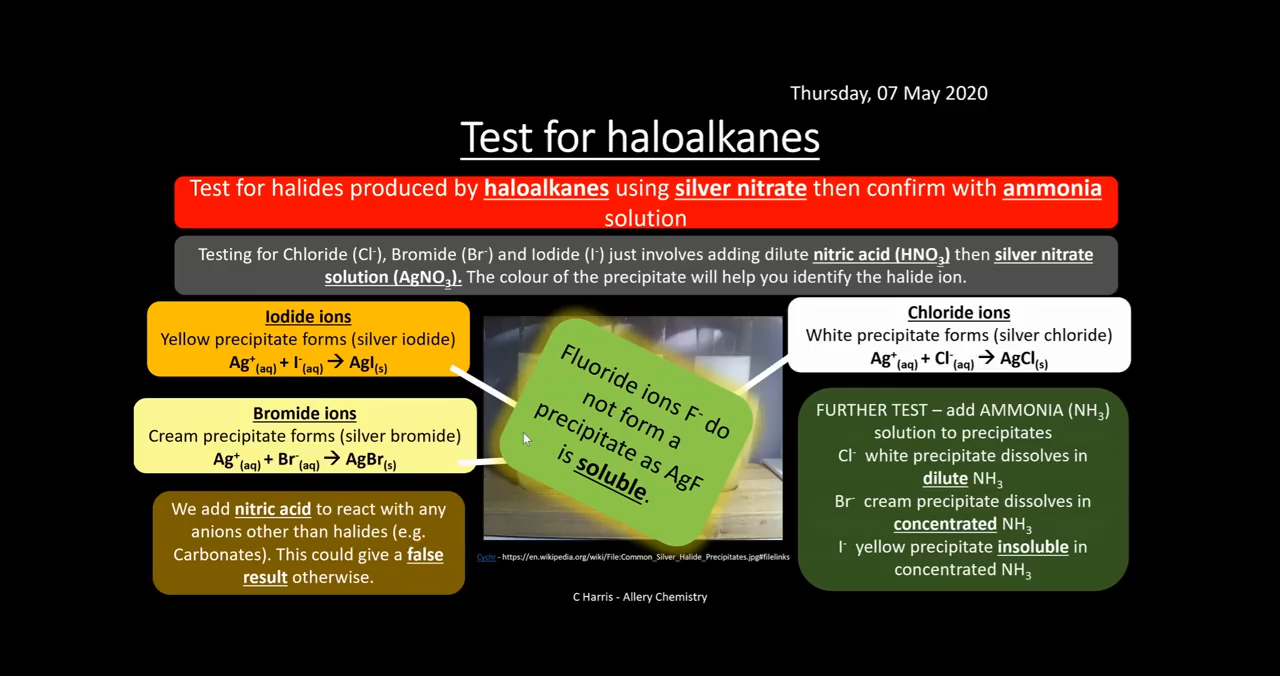 Thursday, 07 May 2020
Test for haloalkanes
Test for halides produced by haloalkanes using silver nitrate then confirm with ammonia
solution
Testing for Chloride (Cl⁻), Bromide (Br⁻) and Iodide (I⁻) just involves adding dilute nitric acid (HNO₃) then silver nitrate
solution (AgNO₃). The colour of the precipitate will help you identify the halide ion.
Iodide ions
Yellow precipitate forms (silver iodide)
Ag⁺(aq) + I⁻(aq) → AgI(s)
Bromide ions
Cream precipitate forms (silver bromide)
Ag⁺(aq) + Br⁻(aq) → AgBr(s)
We add nitric acid to react with any
anions other than halides (e.g.
Carbonates). This could give a false
result otherwise.
Fluoride ions F⁻ do
not form a
precipitate as AgF
is soluble.
Cychr - https://en.wikipedia.org/wiki/File:Common_Silver_Halide_Precipitates.jpg#filelinks
Chloride ions
White precipitate forms (silver chloride)
Ag⁺(aq) + Cl⁻(aq) → AgCl(s)
FURTHER TEST – add AMMONIA (NH₃)
solution to precipitates
Cl⁻ white precipitate dissolves in
dilute NH₃
Br⁻ cream precipitate dissolves in
concentrated NH₃
I⁻ yellow precipitate insoluble in
concentrated NH₃
C Harris - Allery Chemistry